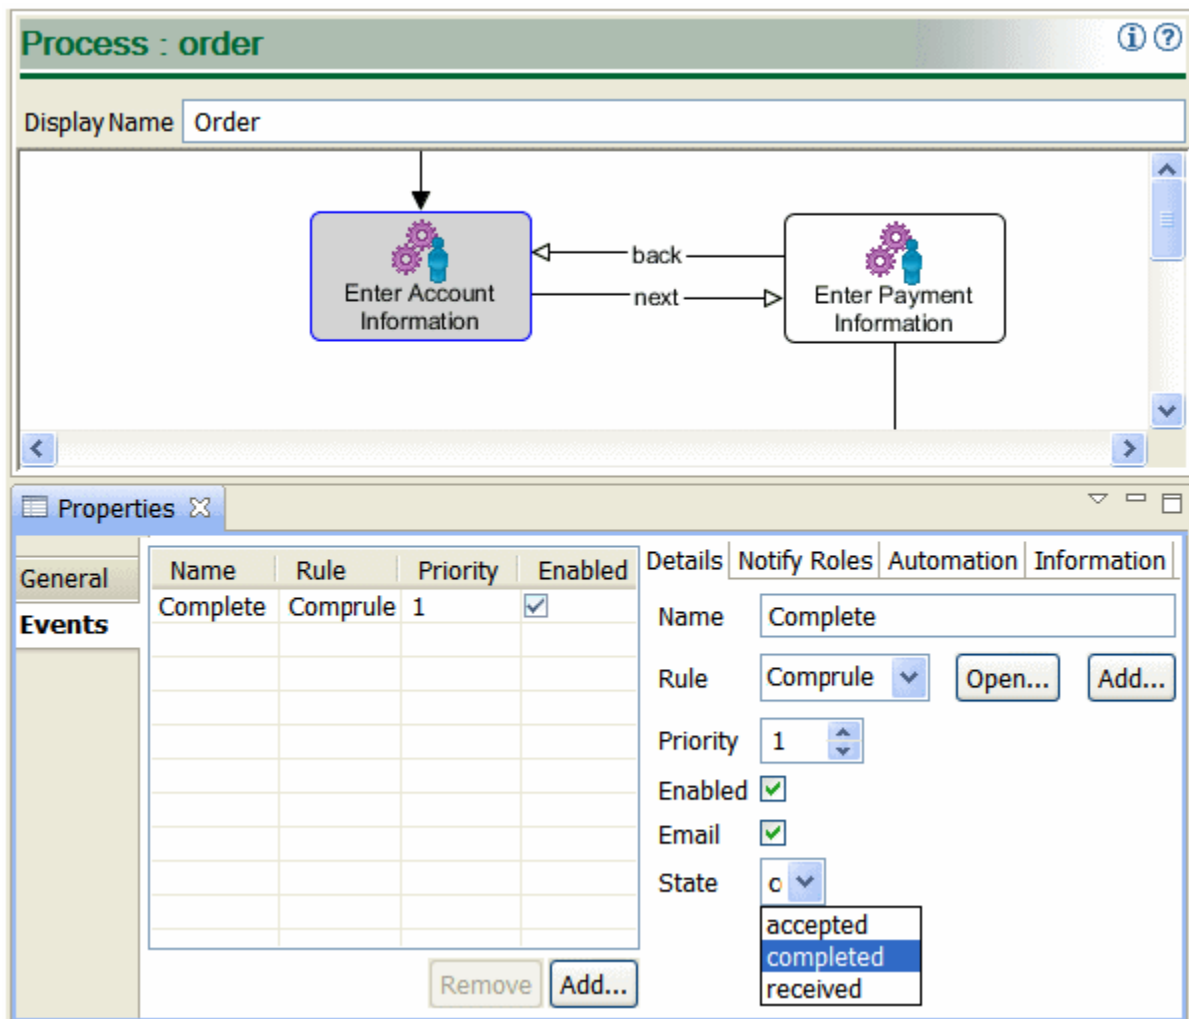 Process : order
Display Name Order
back
next
Enter Account
Information
Enter Payment
Information
Properties
General
Events
Name Rule Priority Enabled
Complete Comprule 1
Remove Add...
Details Notify Roles Automation Information
Name Complete
Rule Comprule Open... Add...
Priority 1
Enabled
Email
State
accepted
completed
received